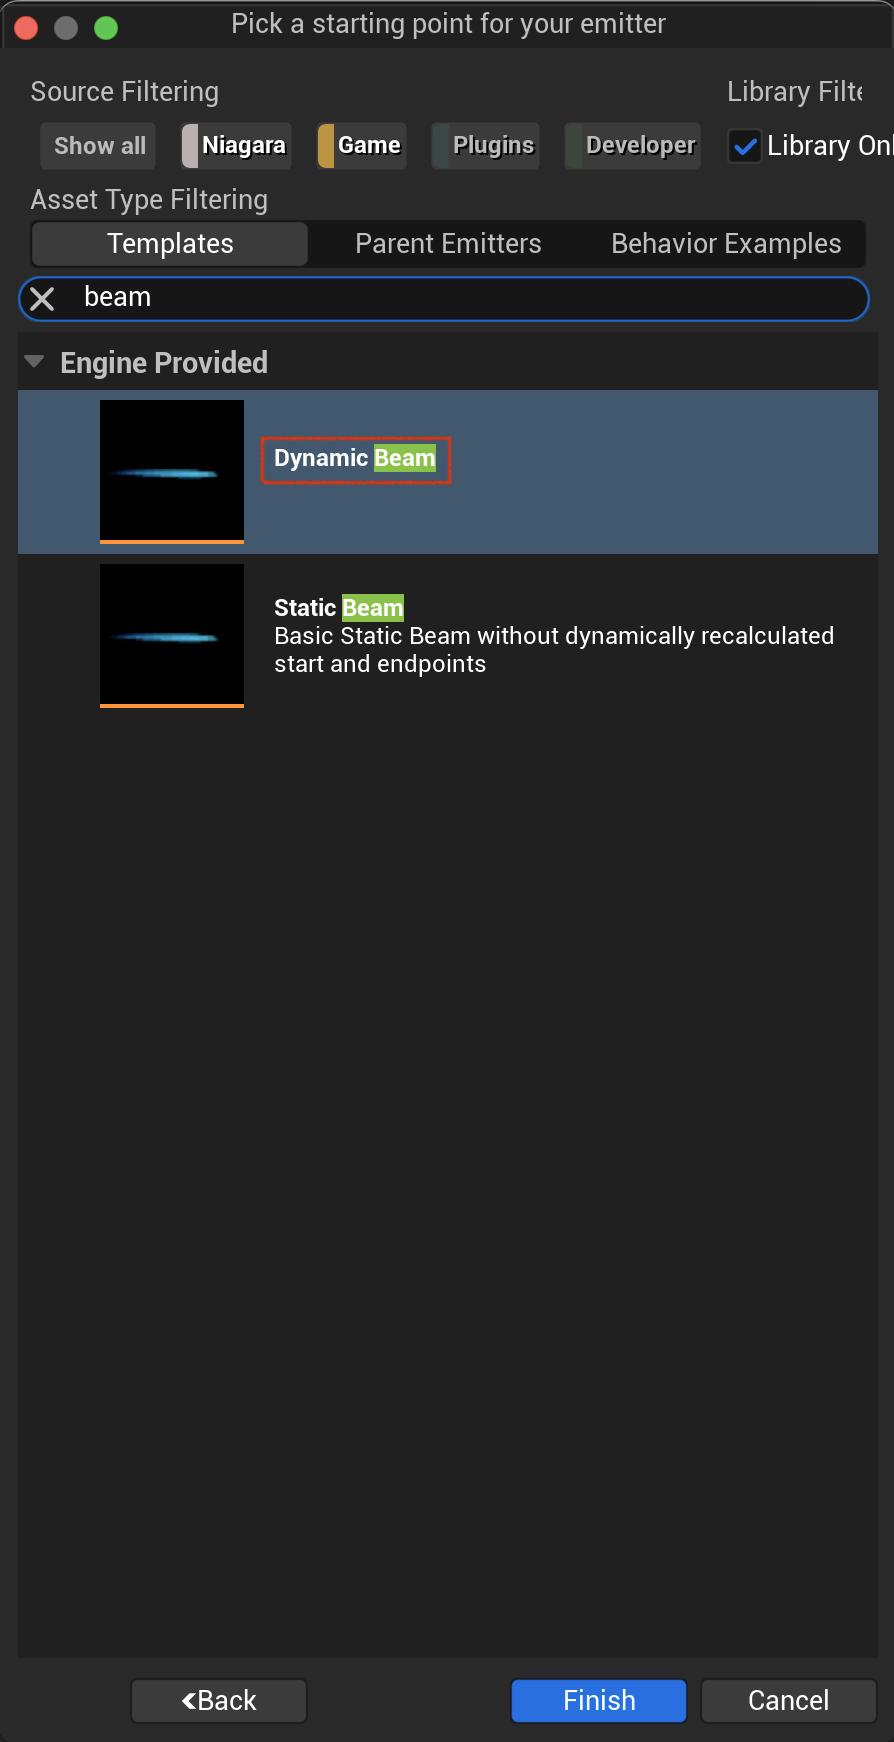 Pick a starting point for your emitter
Source Filtering
Library Filte
Show all
Niagara
Game
Plugins
Developer
Library Onl
Asset Type Filtering
Templates
Parent Emitters
Behavior Examples
beam
Engine Provided
Dynamic Beam
Static Beam
Basic Static Beam without dynamically recalculated
start and endpoints
Back
Finish
Cancel